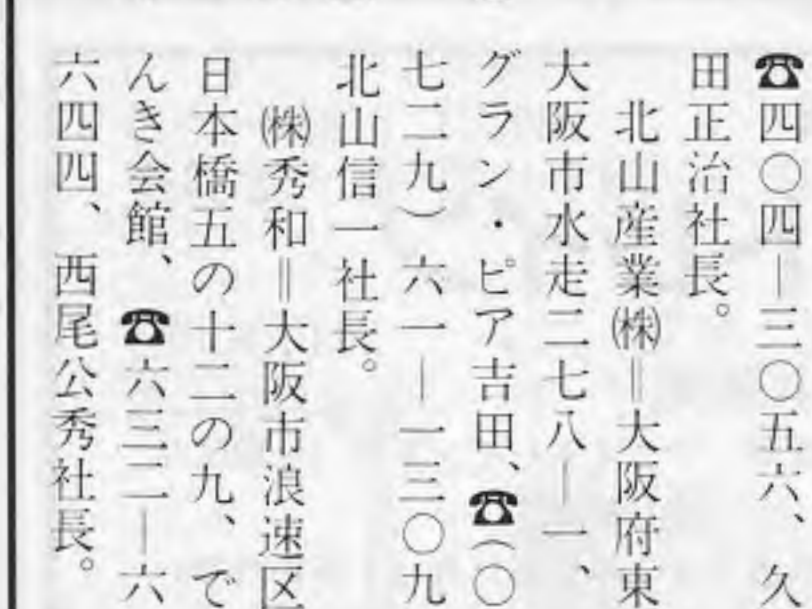 ☎四〇四―三〇五六、久
田正治社長。
北山産業㈱＝大阪府東
大阪市水走二七八―一、
グラン・ピア吉田、☎（〇
七二九）六一―一三〇九
北山信一社長。
㈱秀和＝大阪市浪速区
日本橋五の十二の九、で
んき会館、☎六三二―六
六四四、西尾公秀社長。